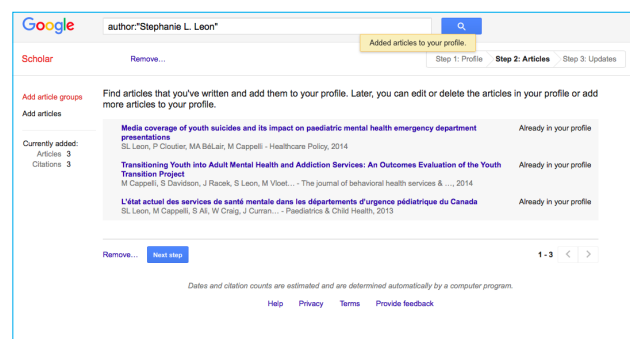 Google
author:"Stephanie L. Leon"
Added articles to your profile.
Scholar
Remove...
Step 1: Profile
Step 2: Articles
Step 3: Updates
Add article groups
Add articles
Currently added:
Articles 3
Citations 3
Find articles that you've written and add them to your profile. Later, you can edit or delete the articles in your profile or add
more articles to your profile.
Media coverage of youth suicides and its impact on paediatric mental health emergency department
presentations
SL Leon, P Cloutier, MA BéLair, M Cappelli - Healthcare Policy, 2014
Already in your profile
Transitioning Youth into Adult Mental Health and Addiction Services: An Outcomes Evaluation of the Youth
Transition Project
M Cappelli, S Davidson, J Racek, S Leon, M Vloet... - The journal of behavioral health services & ..., 2014
Already in your profile
L'état actuel des services de santé mentale dans les départements d'urgence pédiatrique du Canada
SL Leon, M Cappelli, S Ali, W Craig, J Curran... - Paediatrics & Child Health, 2013
Already in your profile
Remove...
Next step
1 - 3
Dates and citation counts are estimated and are determined automatically by a computer program.
Help Privacy Terms Provide feedback